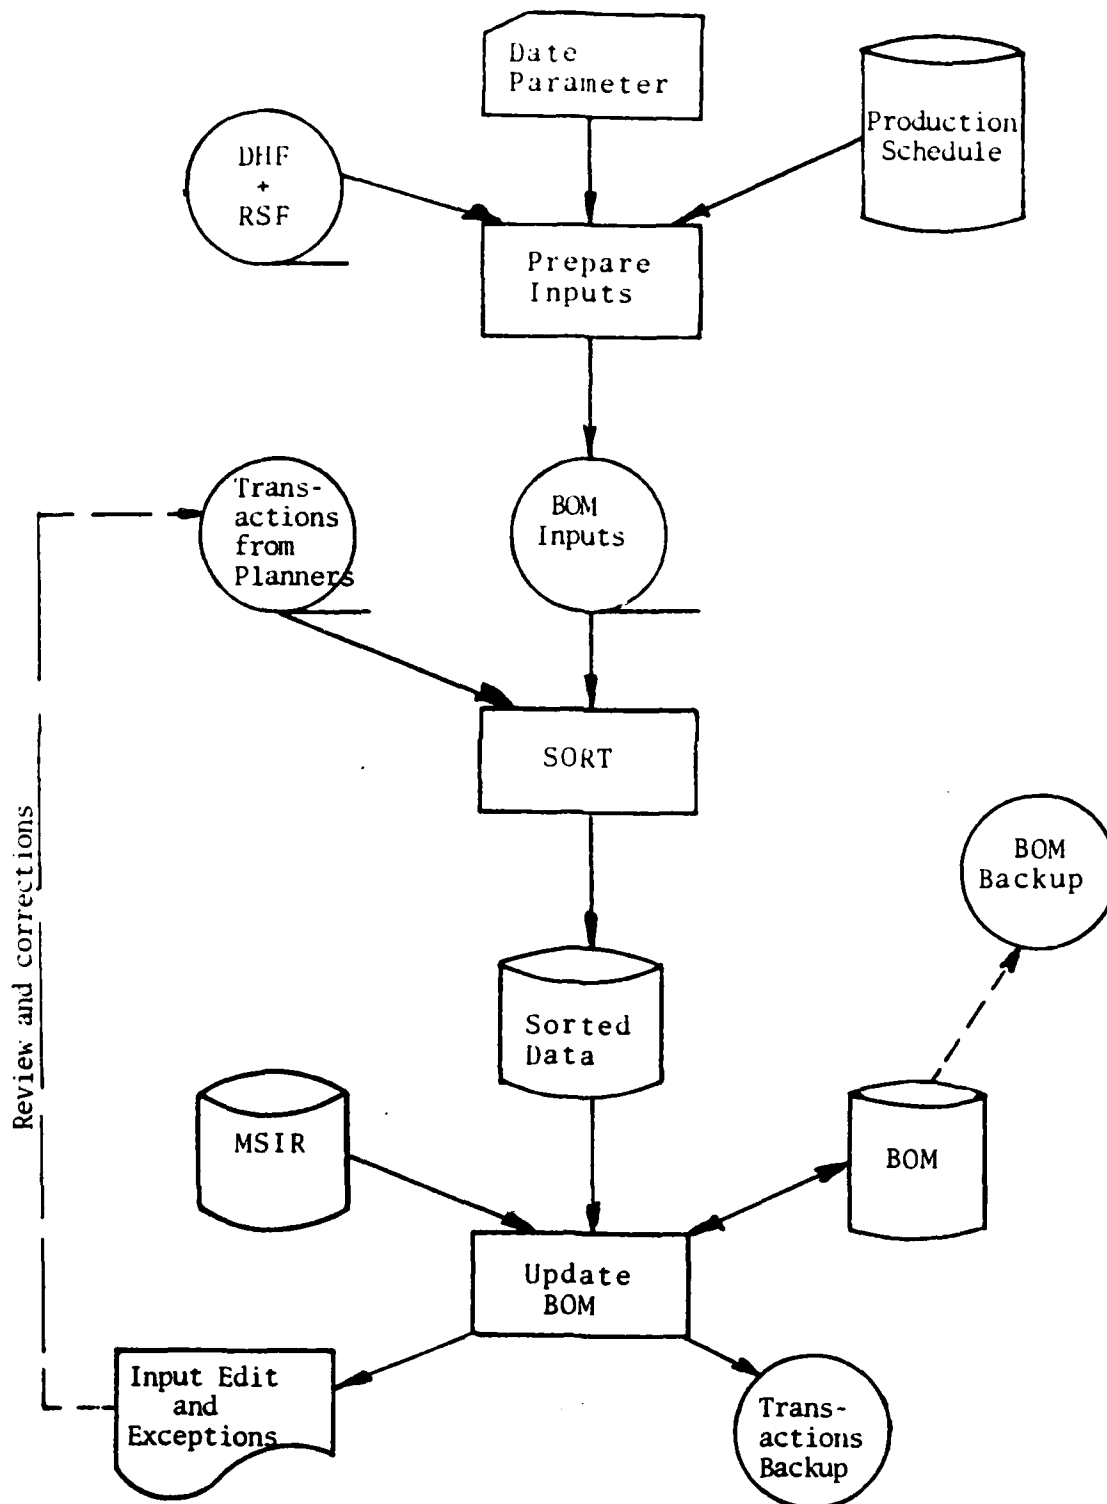 Date
Parameter
Production
Schedule
DHF
+
RSF
Prepare
Inputs
Trans-
actions
from
Planners
BOM
Inputs
SORT
Review and corrections
BOM
Backup
Sorted
Data
MSIR
BOM
Update
BOM
Input Edit
and
Exceptions
Trans-
actions
Backup